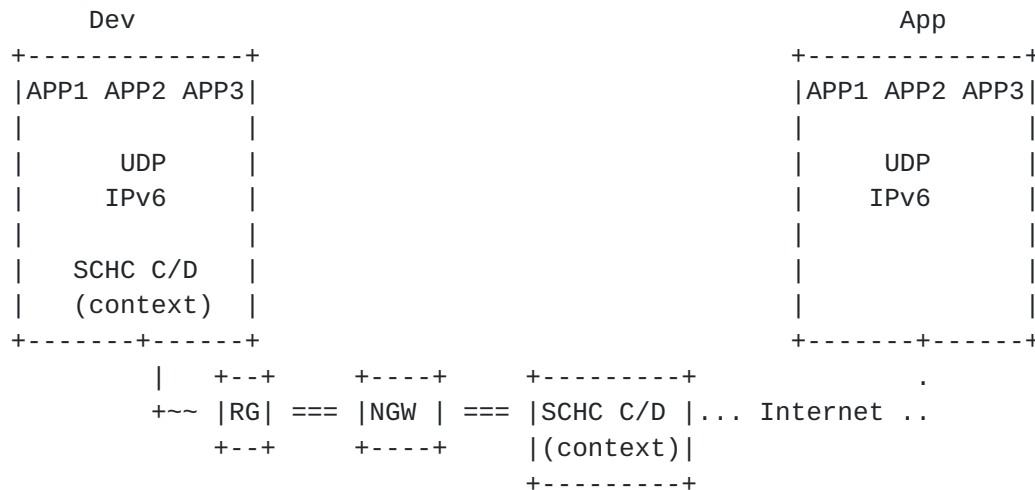 Dev                                                 App
+--------------+                                  +--------------+
|APP1 APP2 APP3|                                  |APP1 APP2 APP3|
|              |                                  |              |
|      UDP     |                                  |     UDP      |
|     IPv6     |                                  |    IPv6      |
|              |                                  |              |
|   SCHC C/D   |                                  |              |
|   (context)  |                                  |              |
+-------+------+                                  +-------+------+
         |   +--+     +----+     +---------+              .
         +~~ |RG| === |NGW | === |SCHC C/D |... Internet ..
             +--+     +----+     |(context)|
                                 +---------+